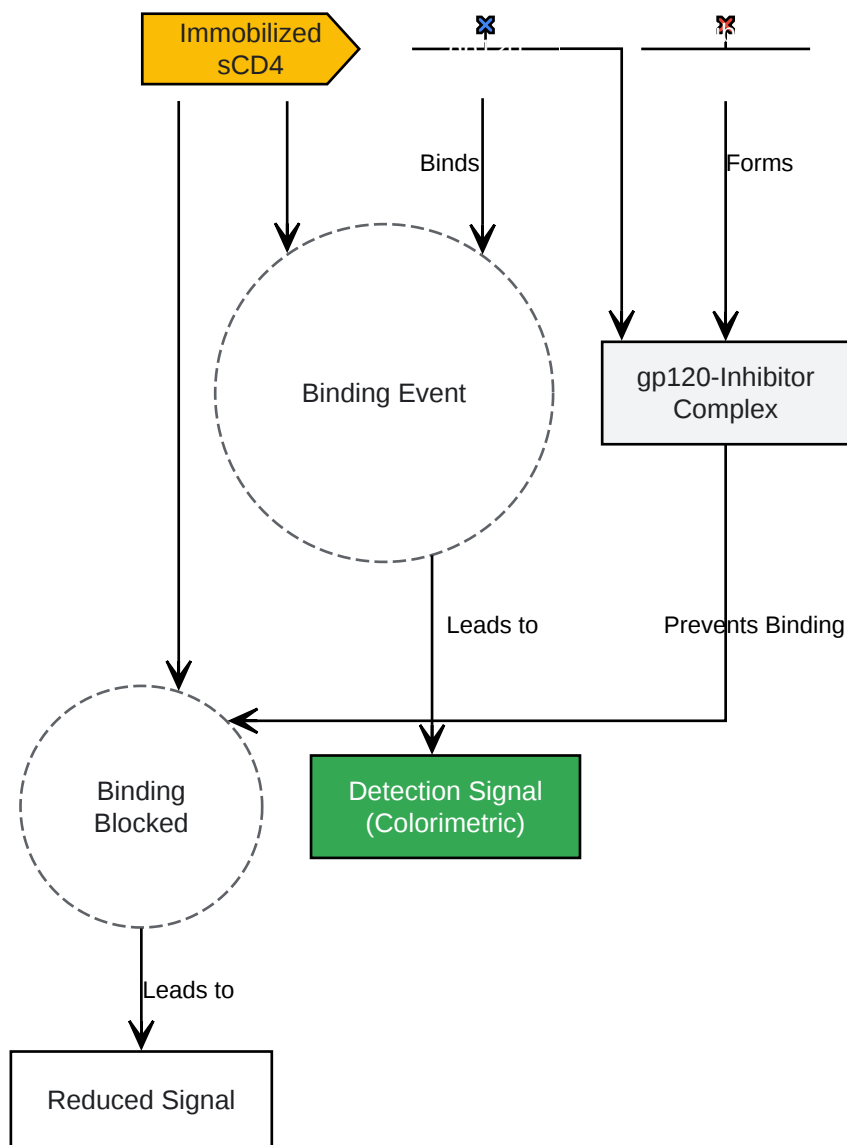 Immobilized
sCD4
Binds
Forms
Binding Event
gp120-Inhibitor
Complex
Leads to
Prevents Binding
Binding
Blocked
Detection Signal
(Colorimetric)
Leads to
Reduced Signal